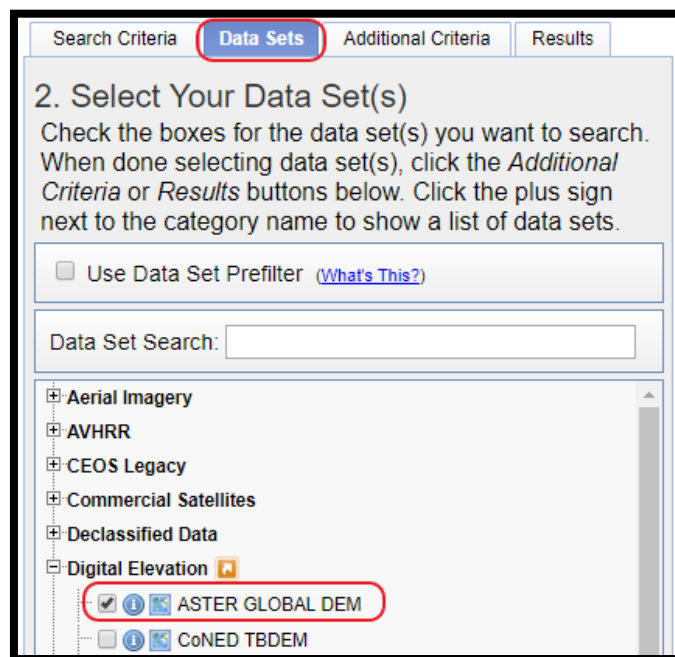 Search Criteria Data Sets Additional Criteria Results
2. Select Your Data Set(s)
Check the boxes for the data set(s) you want to search.
When done selecting data set(s), click the Additional
Criteria or Results buttons below. Click the plus sign
next to the category name to show a list of data sets.
Use Data Set Prefilter (What's This?)
Data Set Search:
Aerial Imagery
AVHRR
CEOS Legacy
Commercial Satellites
Declassified Data
Digital Elevation
ASTER GLOBAL DEM
CoNED TBDEM